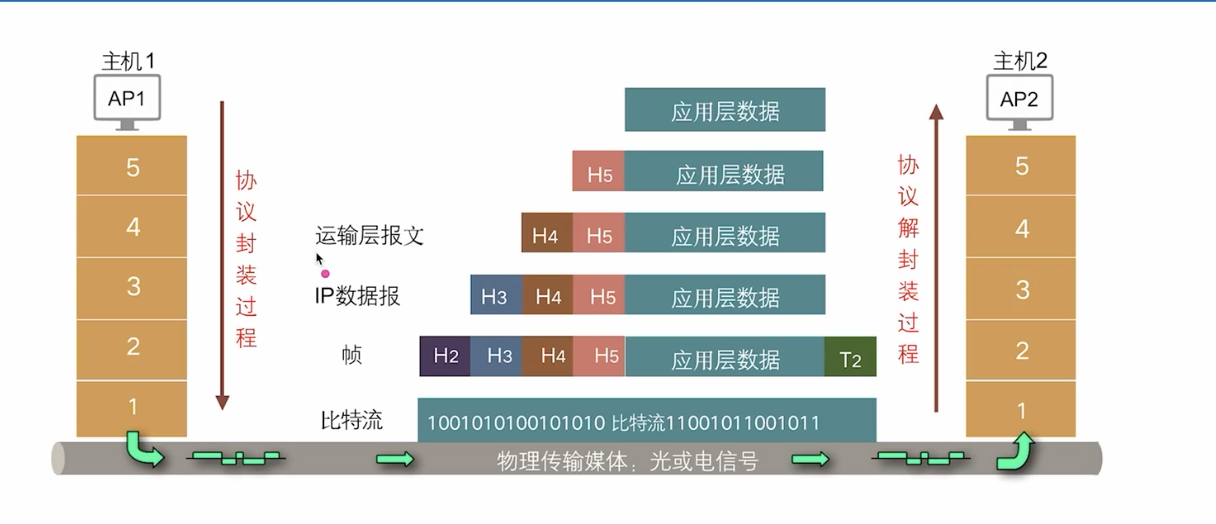 主机1
AP1
5
4
3
2
1
协议封装过程
应用层数据
H5 应用层数据
运输层报文 H4 H5 应用层数据
IP数据报 H3 H4 H5 应用层数据
帧 H2 H3 H4 H5 应用层数据 T2
比特流 1001010100101010 比特流11001011001011
物理传输媒体：光或电信号
协议解封装过程
主机2
AP2
5
4
3
2
1